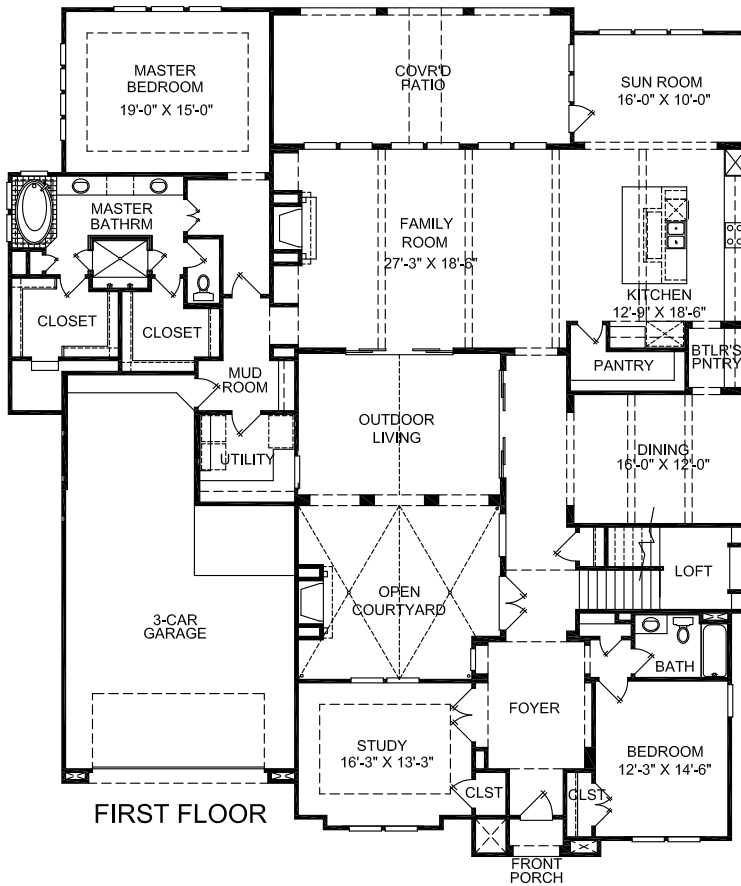 MASTER
BEDROOM
19'-0" X 15'-0"
COVR'D
PATIO
SUN ROOM
16'-0" X 10'-0"
MASTER
BATHRM
FAMILY
ROOM
27'-3" X 18'-6"
KITCHEN
12'-9" X 18'-6"
CLOSET
CLOSET
MUD
ROOM
PANTRY
BTLR'S
PNTRY
OUTDOOR
LIVING
UTILITY
DINING
16'-0" X 12'-0"
LOFT
OPEN
COURTYARD
3-CAR
GARAGE
BATH
FOYER
STUDY
16'-3" X 13'-3"
BEDROOM
12'-3" X 14'-6"
CLST
CLST
FIRST FLOOR
FRONT
PORCH